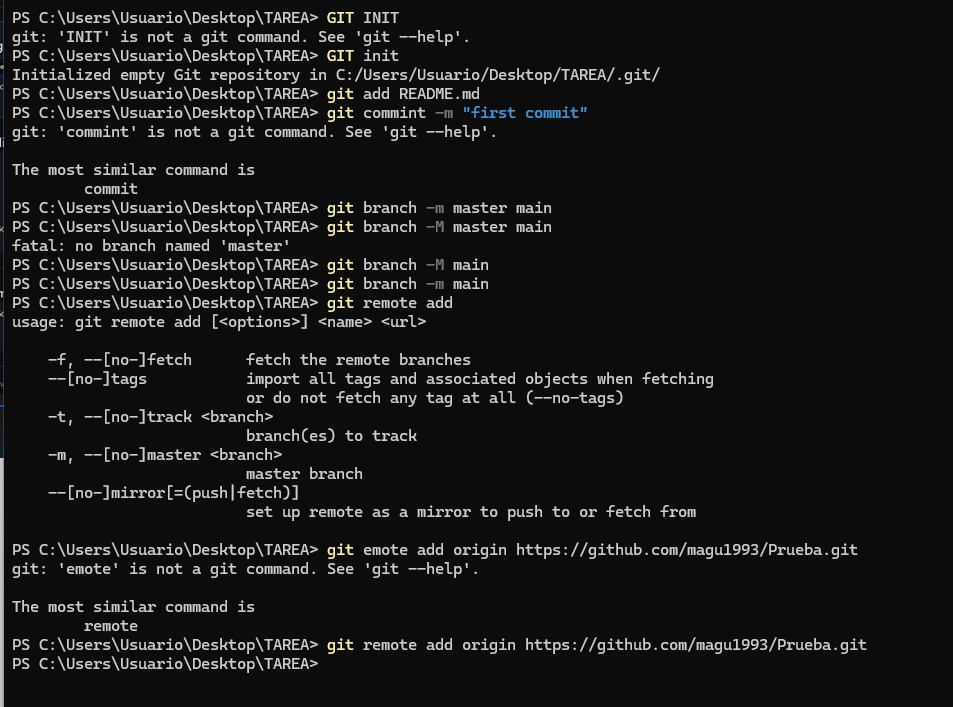 PS C:\Users\Usuario\Desktop\TAREA> GIT INIT
git: 'INIT' is not a git command. See 'git --help'.
PS C:\Users\Usuario\Desktop\TAREA> GIT init
Initialized empty Git repository in C:/Users/Usuario/Desktop/TAREA/.git/
PS C:\Users\Usuario\Desktop\TAREA> git add README.md
PS C:\Users\Usuario\Desktop\TAREA> git commint -m "first commit"
git: 'commint' is not a git command. See 'git --help'.

The most similar command is
        commit
PS C:\Users\Usuario\Desktop\TAREA> git branch -m master main
PS C:\Users\Usuario\Desktop\TAREA> git branch -M master main
fatal: no branch named 'master'
PS C:\Users\Usuario\Desktop\TAREA> git branch -M main
PS C:\Users\Usuario\Desktop\TAREA> git branch -m main
PS C:\Users\Usuario\Desktop\TAREA> git remote add
usage: git remote add [<options>] <name> <url>

    -f, --[no-]fetch      fetch the remote branches
    --[no-]tags           import all tags and associated objects when fetching
                          or do not fetch any tag at all (--no-tags)
    -t, --[no-]track <branch>
                          branch(es) to track
    -m, --[no-]master <branch>
                          master branch
    --[no-]mirror[=(push|fetch)]
                          set up remote as a mirror to push to or fetch from

PS C:\Users\Usuario\Desktop\TAREA> git emote add origin https://github.com/magu1993/Prueba.git
git: 'emote' is not a git command. See 'git --help'.

The most similar command is
        remote
PS C:\Users\Usuario\Desktop\TAREA> git remote add origin https://github.com/magu1993/Prueba.git
PS C:\Users\Usuario\Desktop\TAREA>